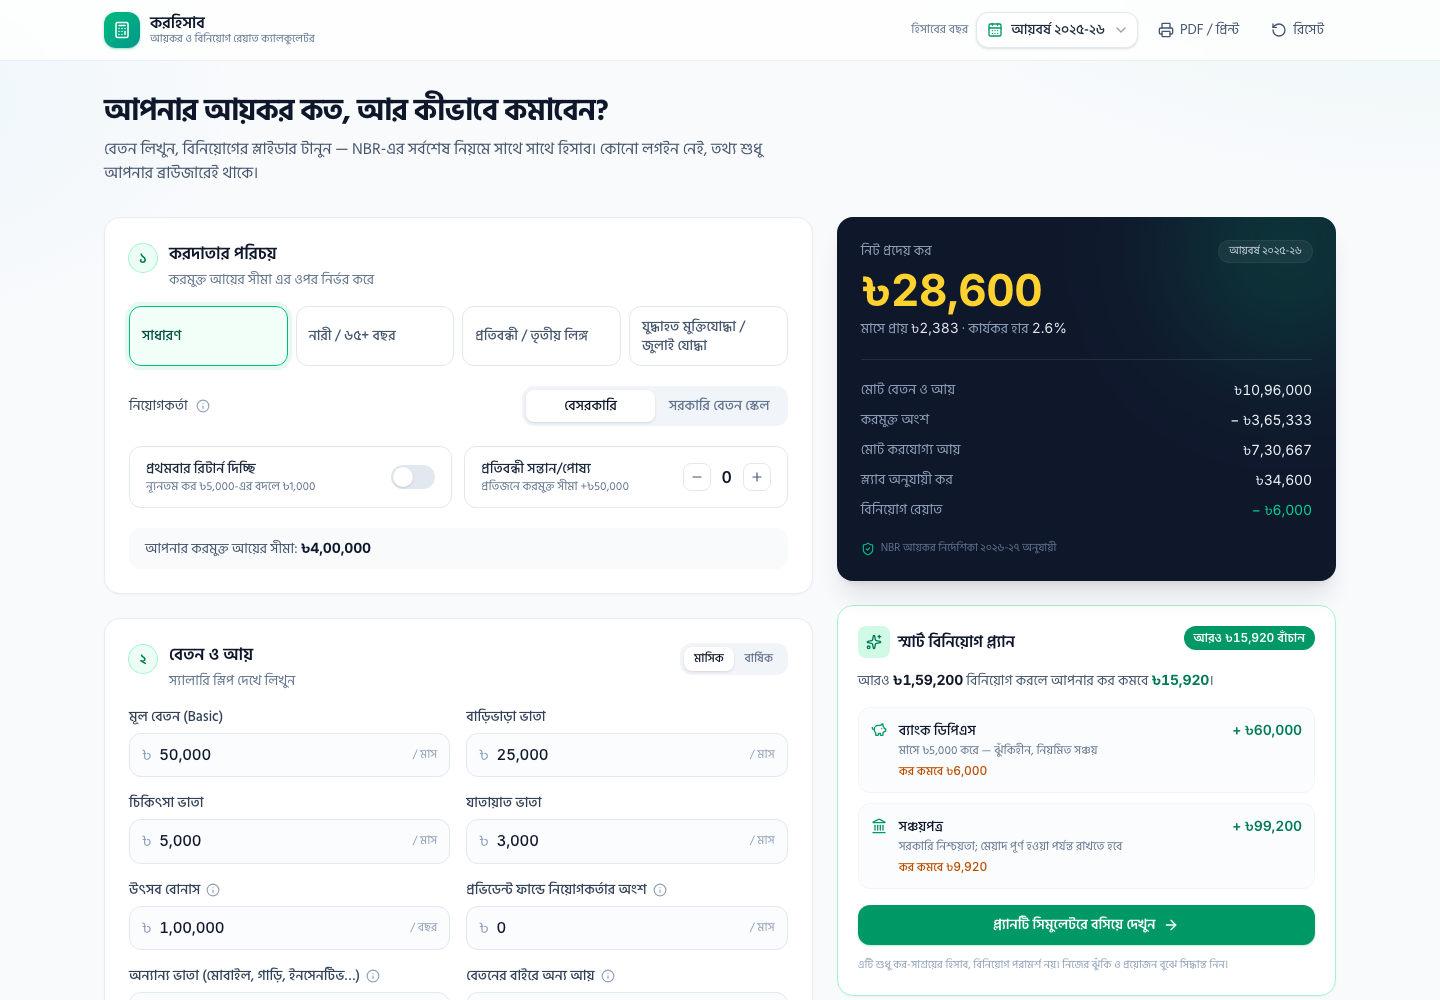 করহিসাব
আয়কর ও বিনিয়োগ রেয়াত ক্যালকুলেটর
হিসাবের বছর
আয়বর্ষ ২০২৫-২৬
PDF / প্রিন্ট
রিসেট
আপনার আয়কর কত, আর কীভাবে কমাবেন?
বেতন লিখুন, বিনিয়োগের স্লাইডার টানুন — NBR-এর সর্বশেষ নিয়মে সাথে সাথে হিসাব। কোনো লগইন নেই, তথ্য শুধু
আপনার ব্রাউজারেই থাকে।
১
করদাতার পরিচয়
করমুক্ত আয়ের সীমা এর ওপর নির্ভর করে
সাধারণ
নারী / ৬৫+ বছর
প্রতিবন্ধী / তৃতীয় লিঙ্গ
যুদ্ধাহত মুক্তিযোদ্ধা /
জুলাই যোদ্ধা
নিয়োগকর্তা
বেসরকারি
সরকারি বেতন স্কেল
প্রথমবার রিটার্ন দিচ্ছি
ন্যূনতম কর ৳5,000-এর বদলে ৳1,000
প্রতিবন্ধী সন্তান/পোষ্য
প্রতিজনে করমুক্ত সীমা +৳50,000
0
আপনার করমুক্ত আয়ের সীমা: ৳4,00,000
২
বেতন ও আয়
স্যালারি স্লিপ দেখে লিখুন
মাসিক
বার্ষিক
মূল বেতন (Basic)
৳ 50,000 / মাস
বাড়িভাড়া ভাতা
৳ 25,000 / মাস
চিকিৎসা ভাতা
৳ 5,000 / মাস
যাতায়াত ভাতা
৳ 3,000 / মাস
উৎসব বোনাস
৳ 1,00,000 / বছর
প্রভিডেন্ট ফান্ডে নিয়োগকর্তার অংশ
৳ 0 / মাস
অন্যান্য ভাতা (মোবাইল, গাড়ি, ইনসেনটিভ…)
বেতনের বাইরে অন্য আয়
নিট প্রদেয় কর
আয়বর্ষ ২০২৫-২৬
৳28,600
মাসে প্রায় ৳2,383 · কার্যকর হার 2.6%
মোট বেতন ও আয় ৳10,96,000
করমুক্ত অংশ − ৳3,65,333
মোট করযোগ্য আয় ৳7,30,667
স্ল্যাব অনুযায়ী কর ৳34,600
বিনিয়োগ রেয়াত − ৳6,000
NBR আয়কর নির্দেশিকা ২০২৬-২৭ অনুযায়ী
স্মার্ট বিনিয়োগ প্ল্যান
আরও ৳15,920 বাঁচান
আরও ৳1,59,200 বিনিয়োগ করলে আপনার কর কমবে ৳15,920।
ব্যাংক ডিপিএস + ৳60,000
মাসে ৳5,000 করে — ঝুঁকিহীন, নিয়মিত সঞ্চয়
কর কমবে ৳6,000
সঞ্চয়পত্র + ৳99,200
সরকারি নিশ্চয়তা; মেয়াদ পূর্ণ হওয়া পর্যন্ত রাখতে হবে
কর কমবে ৳9,920
প্ল্যানটি সিমুলেটরে বসিয়ে দেখুন
এটি শুধু কর-সাশ্রয়ের হিসাব, বিনিয়োগ পরামর্শ নয়। নিজের ঝুঁকি ও প্রয়োজন বুঝে সিদ্ধান্ত নিন।